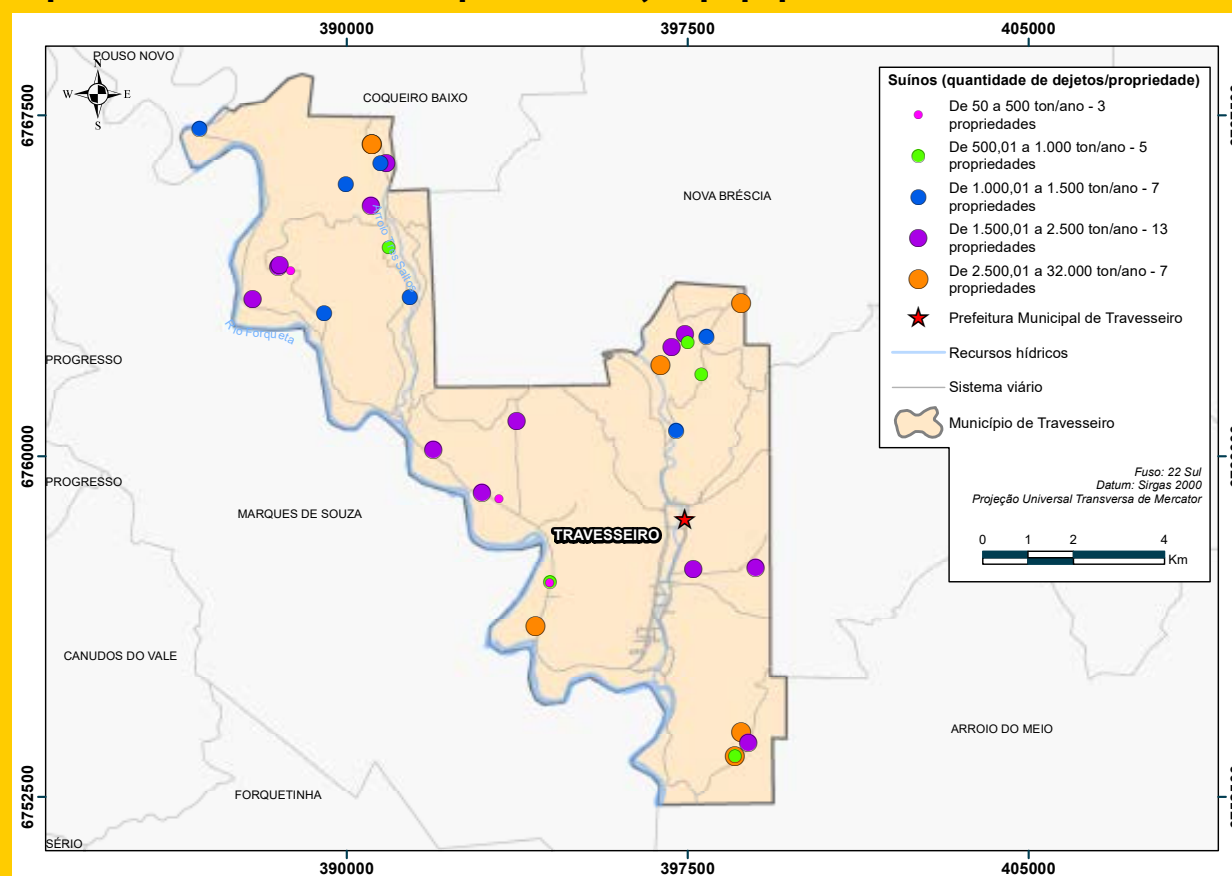 390000
397500
405000
POUSO NOVO
N
W
E
S
COQUEIRO BAIXO
6767500
NOVA BRÉSCIA
Suínos (quantidade de dejetos/propriedade)
De 50 a 500 ton/ano - 3
propriedades
De 500,01 a 1.000 ton/ano - 5
propriedades
De 1.000,01 a 1.500 ton/ano - 7
propriedades
De 1.500,01 a 2.500 ton/ano - 13
propriedades
De 2.500,01 a 32.000 ton/ano - 7
propriedades
Prefeitura Municipal de Travesseiro
Recursos hídricos
Sistema viário
Município de Travesseiro
Fuso: 22 Sul
Datum: Sirgas 2000
Projeção Universal Transversa de Mercator
0 1 2 4
Km
Rio Forqueta
PROGRESSO
6760000
PROGRESSO
MARQUES DE SOUZA
TRAVESSEIRO
CANUDOS DO VALE
ARROIO DO MEIO
FORQUETINHA
6752500
SÉRIO
390000
397500
405000